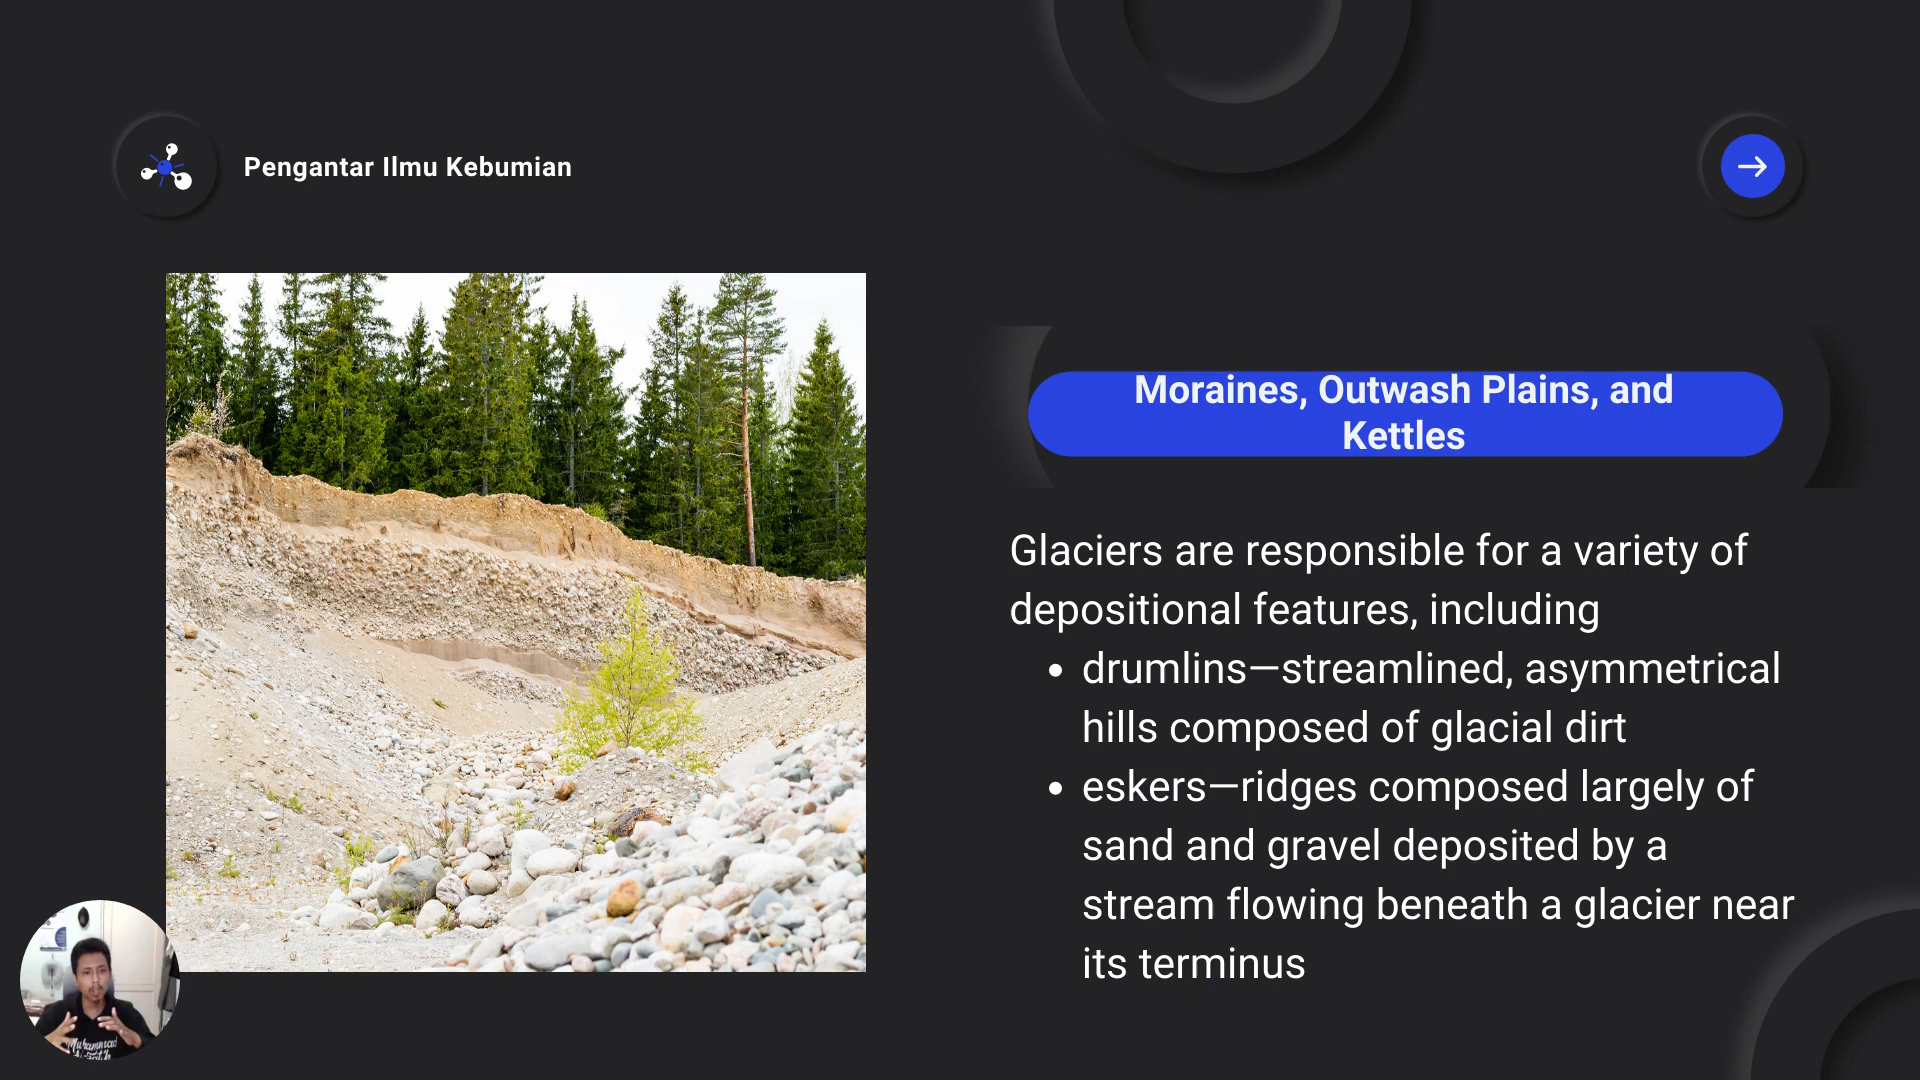 Pengantar Ilmu Kebumian
Moraines, Outwash Plains, and
Kettles
Glaciers are responsible for a variety of
depositional features, including
• drumlins—streamlined, asymmetrical
hills composed of glacial dirt
• eskers—ridges composed largely of
sand and gravel deposited by a
stream flowing beneath a glacier near
its terminus
Muhammad